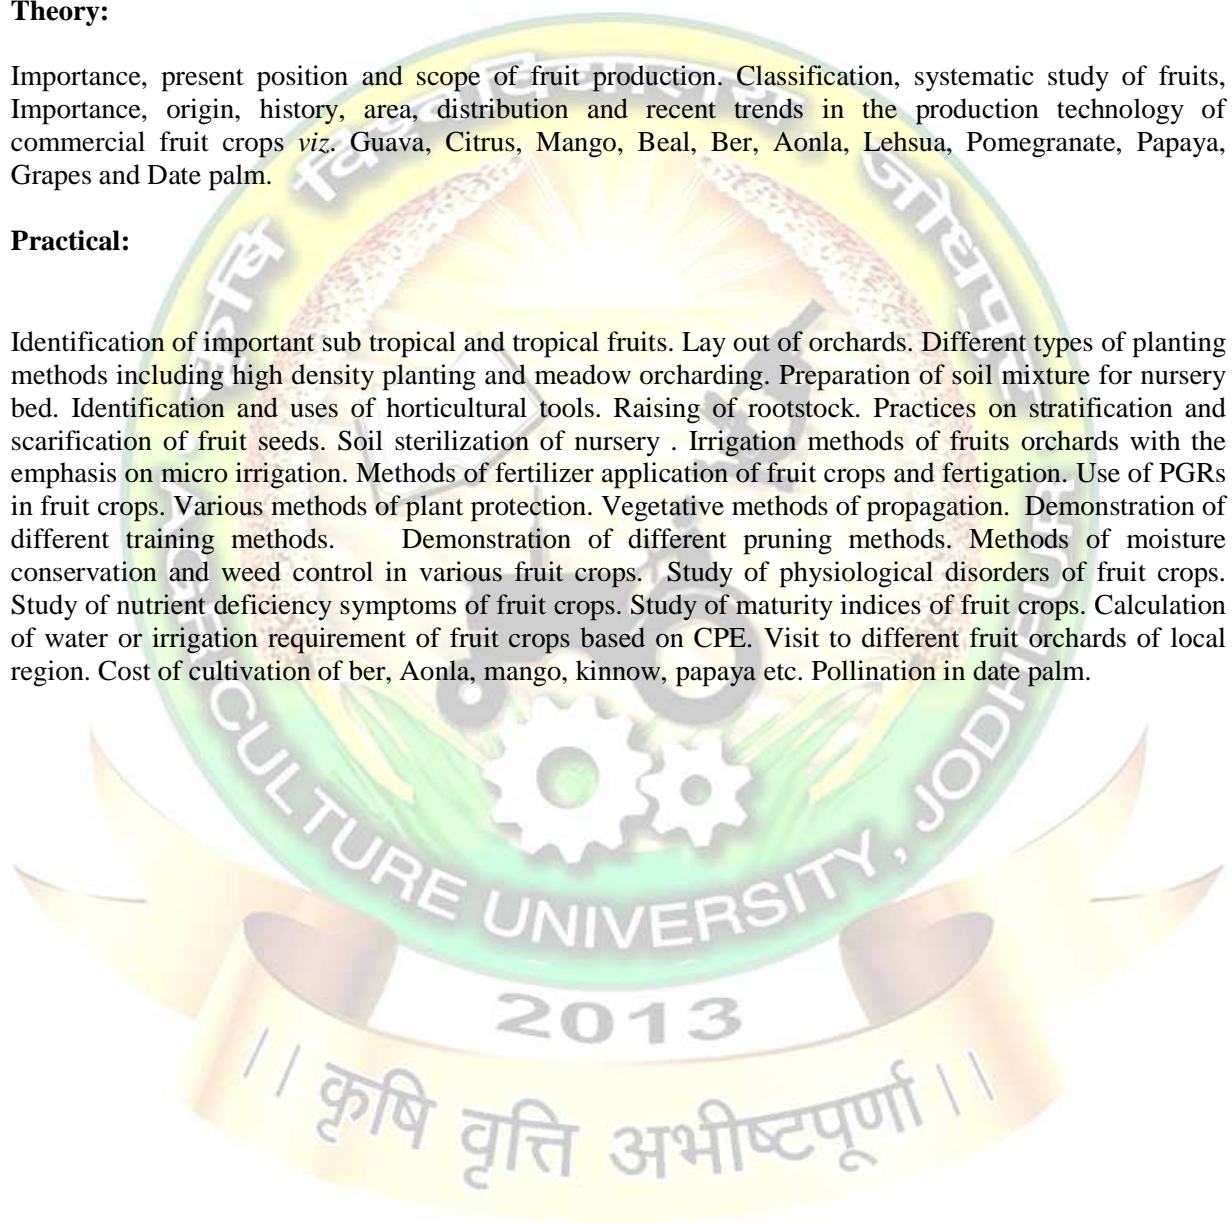 Theory:
Importance, present position and scope of fruit production. Classification, systematic study of fruits,
Importance, origin, history, area, distribution and recent trends in the production technology of
commercial fruit crops viz. Guava, Citrus, Mango, Beal, Ber, Aonla, Lehsua, Pomegranate, Papaya,
Grapes and Date palm.
Practical:
Identification of important sub tropical and tropical fruits. Lay out of orchards. Different types of planting
methods including high density planting and meadow orcharding. Preparation of soil mixture for nursery
bed. Identification and uses of horticultural tools. Raising of rootstock. Practices on stratification and
scarification of fruit seeds. Soil sterilization of nursery . Irrigation methods of fruits orchards with the
emphasis on micro irrigation. Methods of fertilizer application of fruit crops and fertigation. Use of PGRs
in fruit crops. Various methods of plant protection. Vegetative methods of propagation. Demonstration of
different training methods. Demonstration of different pruning methods. Methods of moisture
conservation and weed control in various fruit crops. Study of physiological disorders of fruit crops.
Study of nutrient deficiency symptoms of fruit crops. Study of maturity indices of fruit crops. Calculation
of water or irrigation requirement of fruit crops based on CPE. Visit to different fruit orchards of local
region. Cost of cultivation of ber, Aonla, mango, kinnow, papaya etc. Pollination in date palm.
कृषि विश्वविद्यालय, जोधपुर
AGRICULTURE UNIVERSITY, JODHPUR
2013
|| कृषि वृत्ति अभीष्टपूर्णा ||